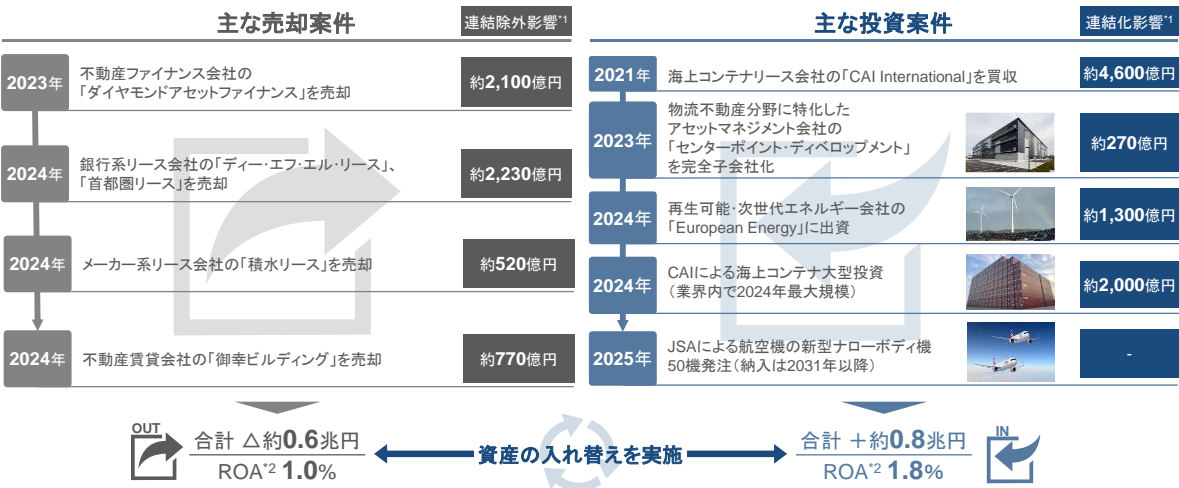 主な売却案件
連結除外影響*1
2023年
不動産ファイナンス会社の
「ダイヤモンドアセットファイナンス」を売却
約2,100億円
2024年
銀行系リース会社の「ディー・エフ・エル・リース」、
「首都圏リース」を売却
約2,230億円
2024年
メーカー系リース会社の「積水リース」を売却
約520億円
2024年
不動産賃貸会社の「御幸ビルディング」を売却
約770億円
OUT
合計 △約0.6兆円
ROA*2 1.0%
資産の入れ替えを実施
主な投資案件
連結化影響*1
2021年
海上コンテナリース会社の「CAI International」を買収
約4,600億円
2023年
物流不動産分野に特化した
アセットマネジメント会社の
「センターポイント・ディベロップメント」
を完全子会社化
約270億円
2024年
再生可能・次世代エネルギー会社の
「European Energy」に出資
約1,300億円
2024年
CAIによる海上コンテナ大型投資
（業界内で2024年最大規模）
約2,000億円
2025年
JSAによる航空機の新型ナローボディ機
50機発注（納入は2031年以降）
-
合計 ＋約0.8兆円
ROA*2 1.8%
IN